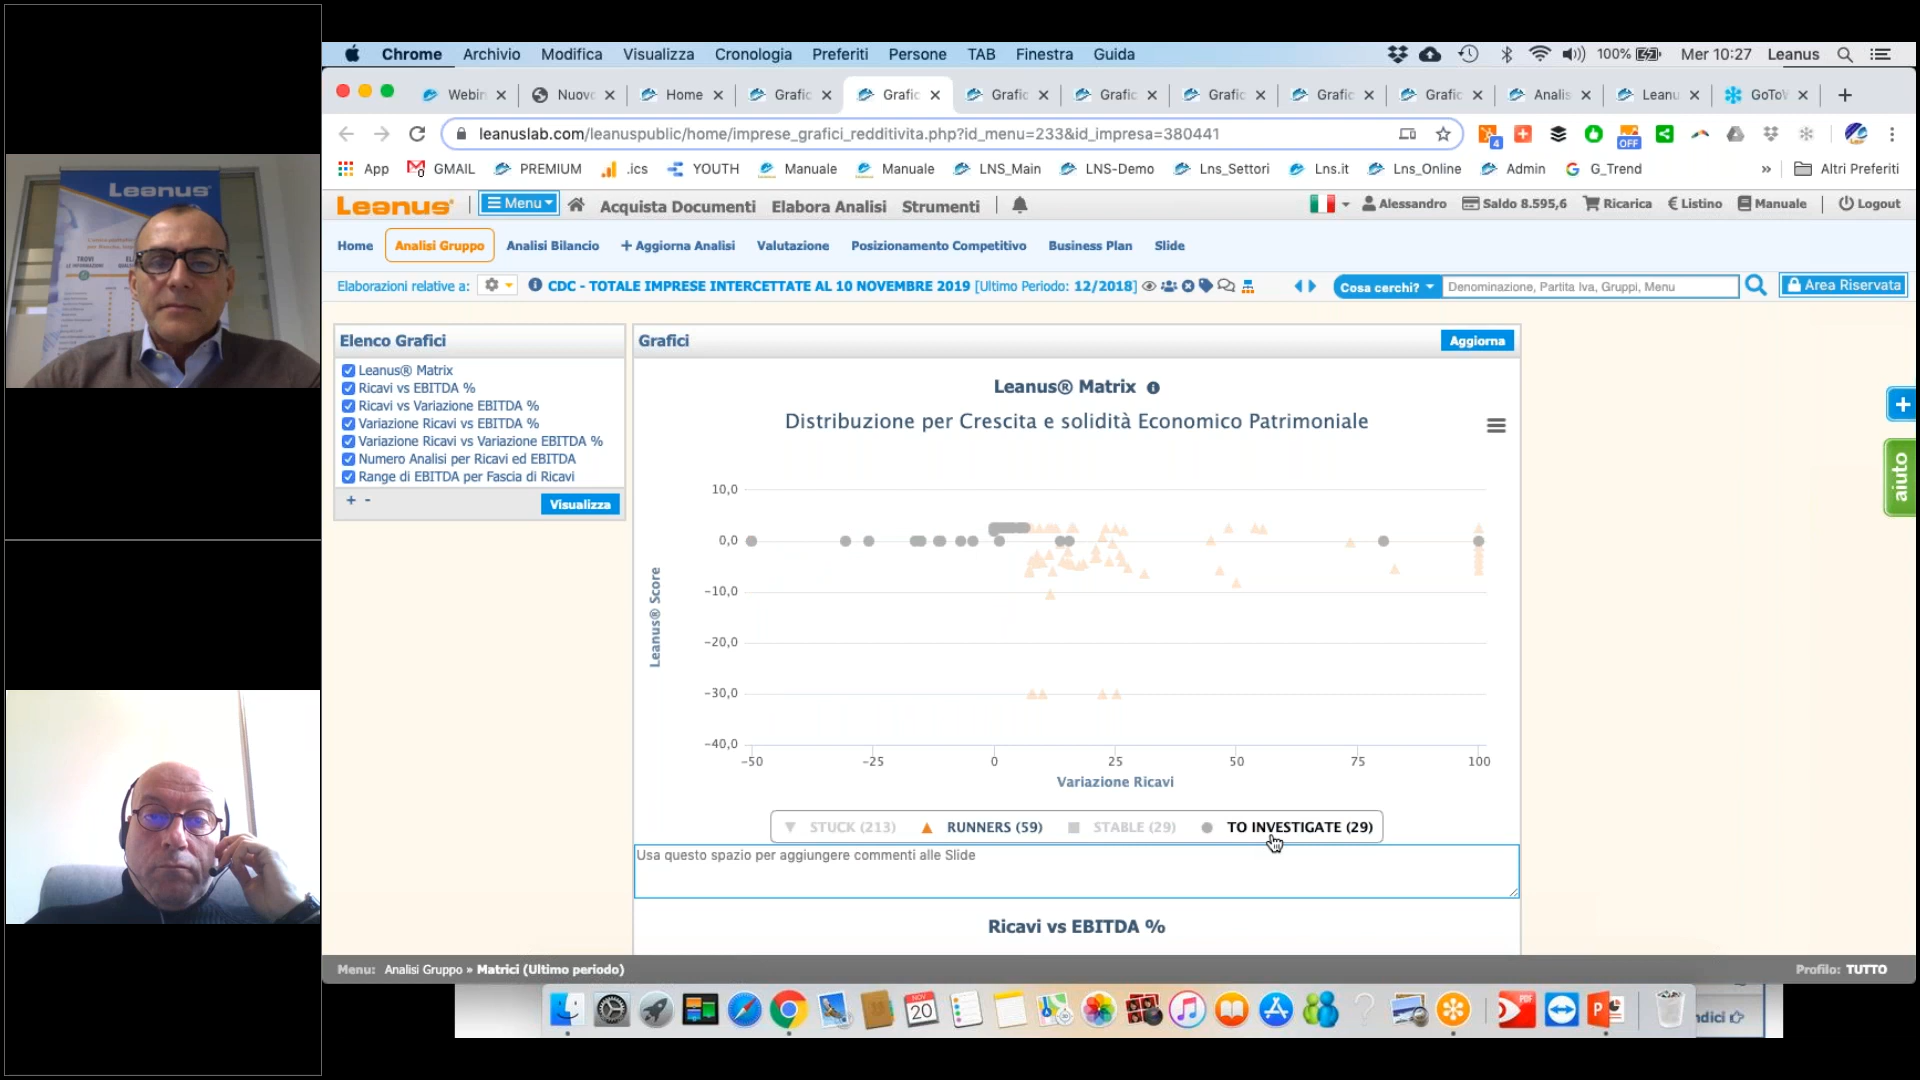 Leanus
TROVI
Chrome Archivio Modifica Visualizza Cronologia Preferiti Persone TAB Finestra Guida
100% Mer 10:27 Leanus
Webin Nuov Home Grafic Grafic Grafic Grafic Grafic Grafic Grafic Analis Leanu GoToW
leanuslab.com/leanuspublic/home/imprese_grafici_redditivita.php?id_menu=233&id_impresa=380441
4 OFF
App GMAIL PREMIUM .ics YOUTH Manuale Manuale LNS_Main LNS-Demo Lns_Settori Lns.it Lns_Online Admin G_Trend » Altri Preferiti
Leanus Menu Acquista Documenti Elabora Analisi Strumenti Alessandro Saldo 8.595,6 Ricarica € Listino Manuale Logout
Home Analisi Gruppo Analisi Bilancio + Aggiorna Analisi Valutazione Posizionamento Competitivo Business Plan Slide
Elaborazioni relative a: CDC - TOTALE IMPRESE INTERCETTATE AL 10 NOVEMBRE 2019 [Ultimo Periodo: 12/2018] Cosa cerchi? Denominazione, Partita Iva, Gruppi, Menu Area Riservata
Elenco Grafici
Leanus® Matrix
Ricavi vs EBITDA %
Ricavi vs Variazione EBITDA %
Variazione Ricavi vs EBITDA %
Variazione Ricavi vs Variazione EBITDA %
Numero Analisi per Ricavi ed EBITDA
Range di EBITDA per Fascia di Ricavi
+ -
Visualizza
Grafici
Aggiorna
Leanus® Matrix
Distribuzione per Crescita e solidità Economico Patrimoniale
10,0
0,0
−10,0
−20,0
−30,0
−40,0
Leanus® Score
−50 −25 0 25 50 75 100
Variazione Ricavi
STUCK (213) RUNNERS (59) STABLE (29) TO INVESTIGATE (29)
Usa questo spazio per aggiungere commenti alle Slide
Ricavi vs EBITDA %
+
aiuto
Menu: Analisi Gruppo » Matrici (Ultimo periodo)
Profilo: TUTTO
NOV
20
PDF
P
ndici